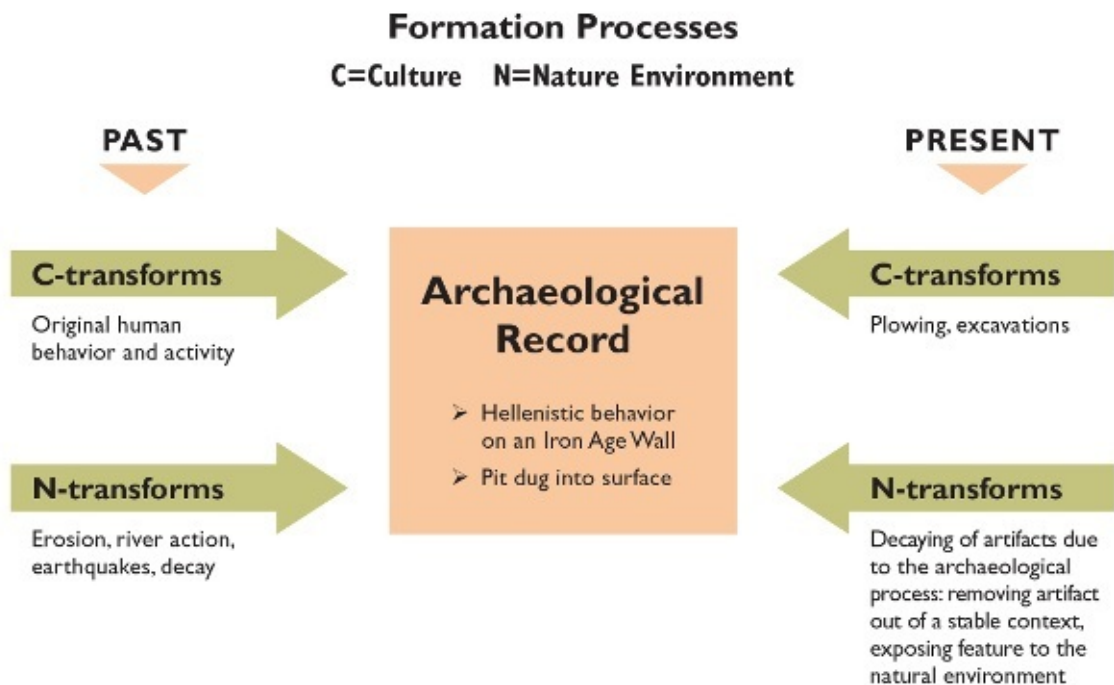 Formation Processes
C=Culture N=Nature Environment
PAST
PRESENT
C-transforms
Original human
behavior and activity
N-transforms
Erosion, river action,
earthquakes, decay
Archaeological
Record
➢ Hellenistic behavior
on an Iron Age Wall
➢ Pit dug into surface
C-transforms
Plowing, excavations
N-transforms
Decaying of artifacts due
to the archaeological
process: removing artifact
out of a stable context,
exposing feature to the
natural environment